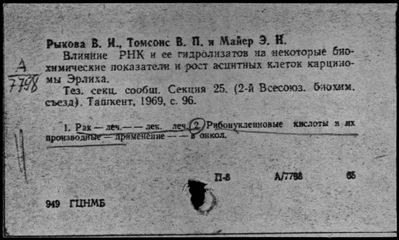 Рыкова В. И., Томсонс В. П. и Майер Э. Н.
Влияние РНК и ее гидролизатов на некоторые био-
химические показатели и рост асцитных клеток карцино-
мы Эрлиха.
А/7798
Тез. секц. сообщ. Секция 25. (2-й Всесоюз. биохим.
съезд). Ташкент, 1969, с. 96.
1. Рак — леч. — — лек. леч. 2. Рибонуклеиновые кислоты и их
производные — применение — — в онкол.
П-8 А/7798 65
949 ГЦНМБ